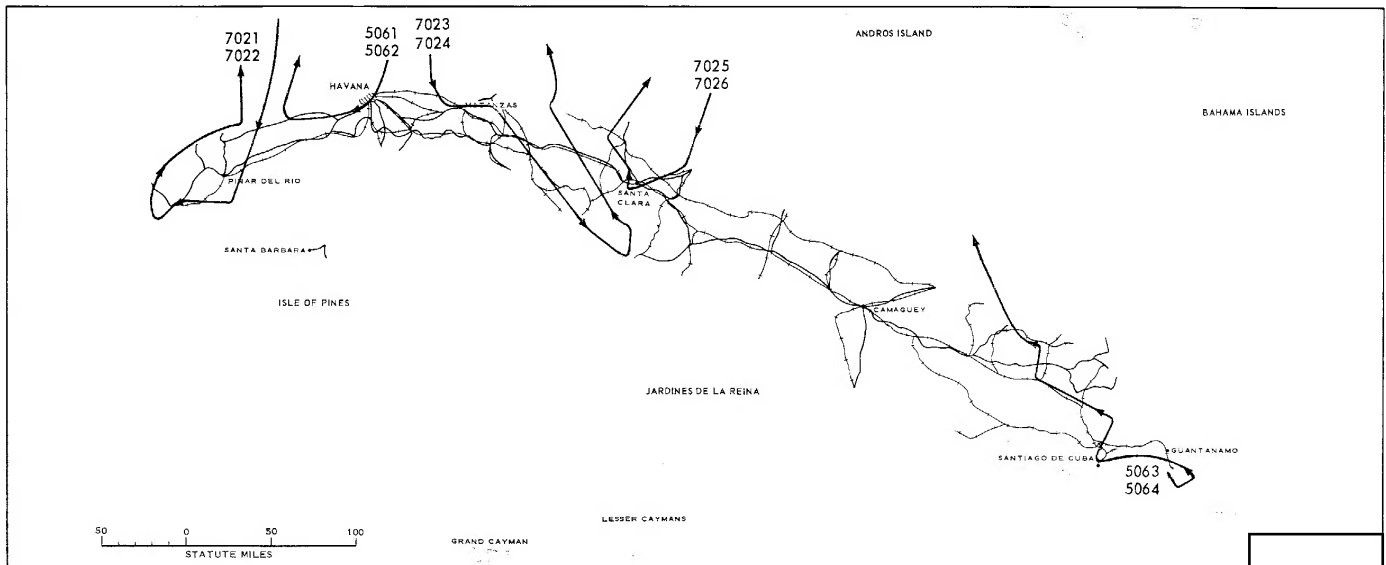 7021
7022
5061
5062
7023
7024
ANDROS ISLAND
7025
7026
HAVANA
BAHAMA ISLANDS
PINAR DEL RIO
SANTA
CLARA
SANTA BARBARA
ISLE OF PINES
CAMAGUEY
JARDINES DE LA REINA
SANTIAGO DE CUBA
GUANTANAMO
5063
5064
LESSER CAYMANS
GRAND CAYMAN
50 0 50 100
STATUTE MILES